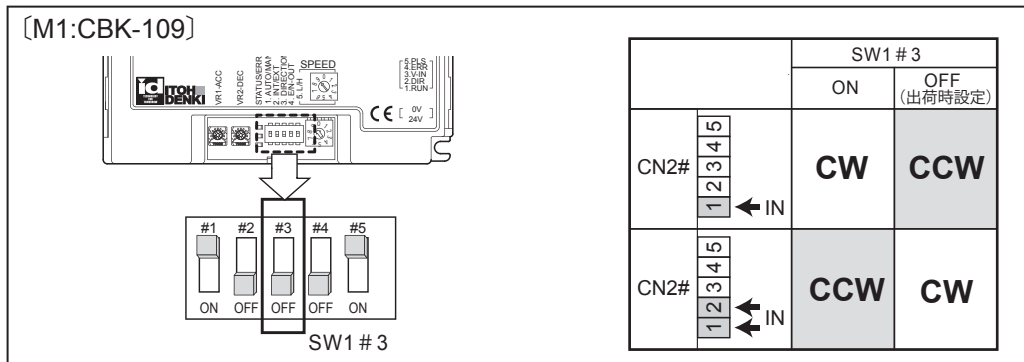 〔M1:CBK-109〕
ITOH
DENKI
VR1-ACC
VR2-DEC
STATUS/ERR
1. AUTO/MAN
2. INT/EXT
3. DIRECTION
4. E/N-OUT
5. L/H
SPEED
5.PLS
4.ERR
3.V-IN
2.DIR
1.RUN
CE
0V
24V
#1 #2 #3 #4 #5
ON OFF OFF OFF ON
SW1#3
SW1#3
ON
OFF
(出荷時設定)
CN2#
5
4
3
2
1
IN
CW
CCW
CN2#
5
4
3
2
1
IN
CCW
CW